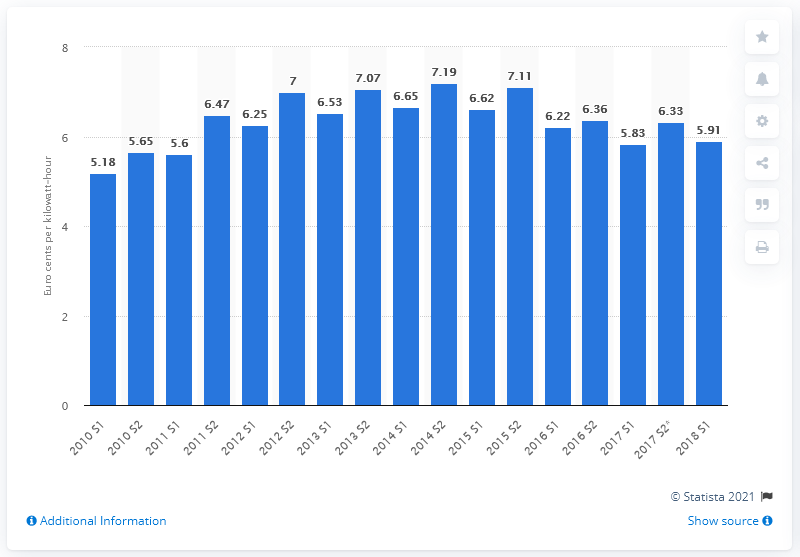 8
6
4
2
0
Euro cents per kilowatt-hour
5.18
5.65
5.6
6.47
6.25
7
6.53
7.07
6.65
7.19
6.62
7.11
6.22
6.36
5.83
6.33
5.91
2010 S1
2010 S2
2011 S1
2011 S2
2012 S1
2012 S2
2013 S1
2013 S2
2014 S1
2014 S2
2015 S1
2015 S2
2016 S1
2016 S2
2017 S1
2017 S2*
2018 S1
© Statista 2021
Additional Information
Show source